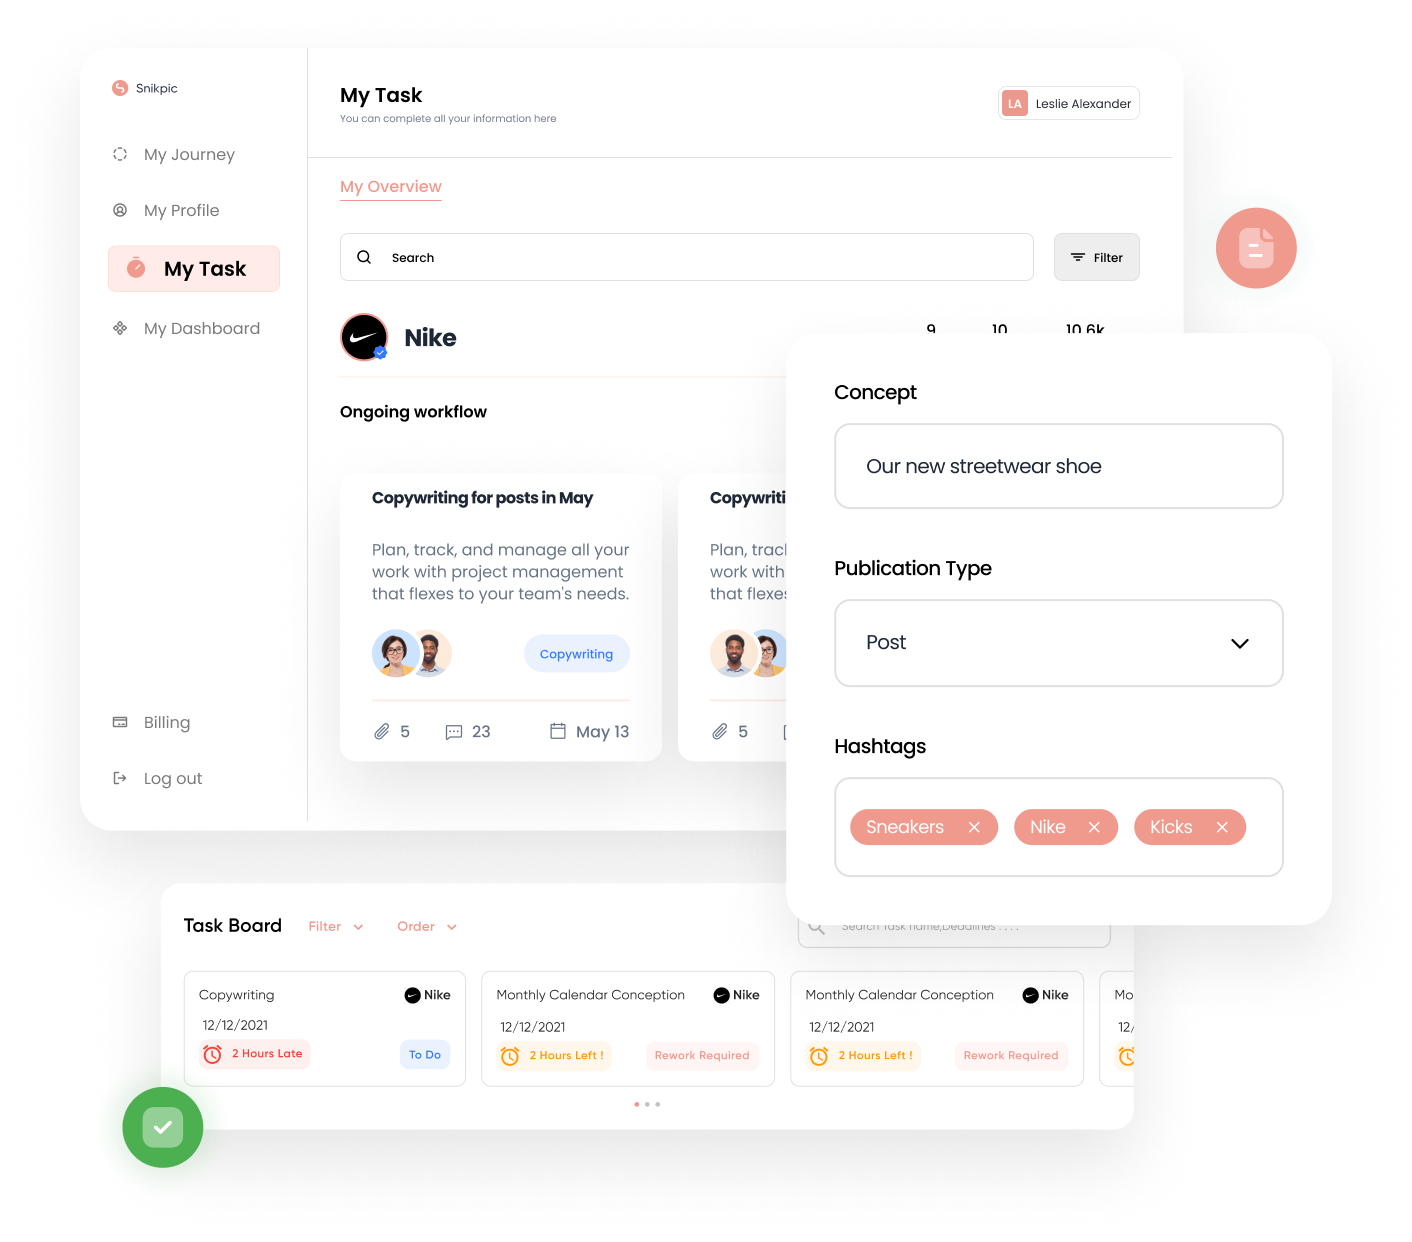 Snikpic
My Journey
My Profile
My Task
My Dashboard
Billing
Log out
My Task
You can complete all your information here
LA
Leslie Alexander
My Overview
Search
Filter
Nike
9
10
10.6k
Ongoing workflow
Copywriting for posts in May
Plan, track, and manage all your
work with project management
that flexes to your team's needs.
Copywriting
5
23
May 13
Copywriti
Plan, trac
work with
that flexes
5
Concept
Our new streetwear shoe
Publication Type
Post
Hashtags
Sneakers
Nike
Kicks
Task Board
Filter
Order
Search Task name,Deadlines . . . .
Copywriting
Nike
12/12/2021
2 Hours Late
To Do
Monthly Calendar Conception
Nike
12/12/2021
2 Hours Left !
Rework Required
Monthly Calendar Conception
Nike
12/12/2021
2 Hours Left !
Rework Required
Mo
12/